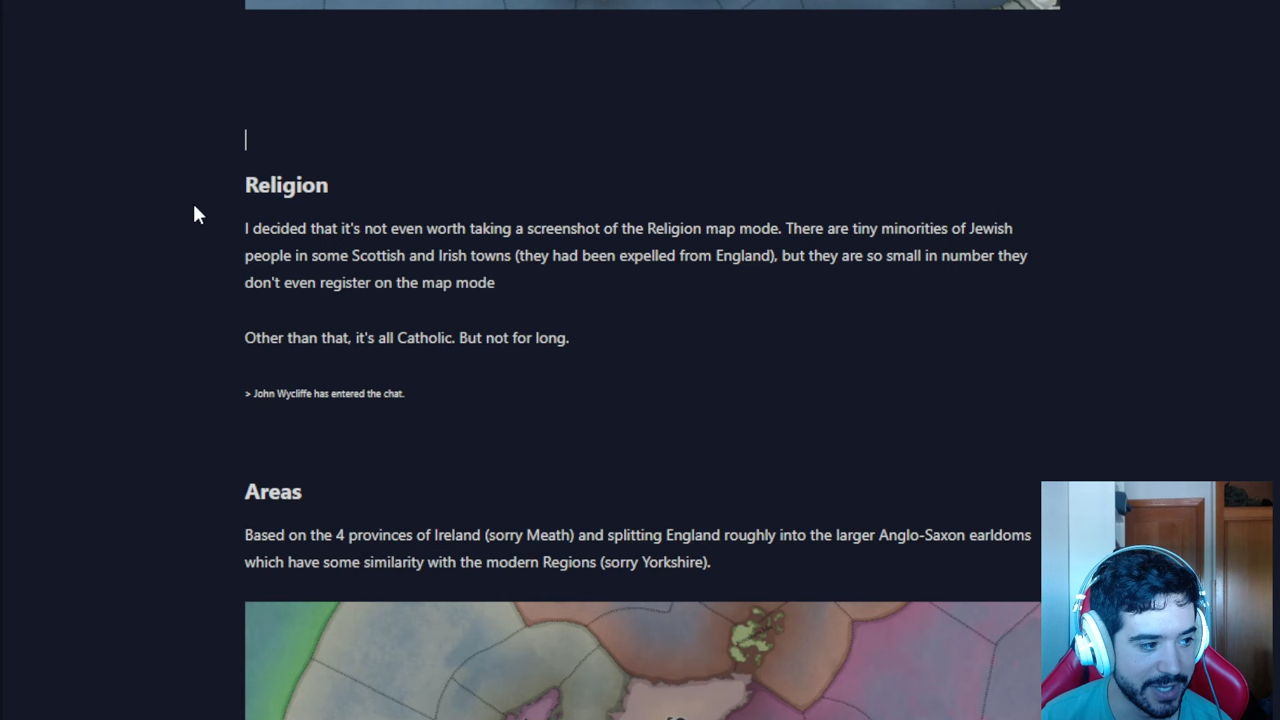 Religion
I decided that it's not even worth taking a screenshot of the Religion map mode. There are tiny minorities of Jewish
people in some Scottish and Irish towns (they had been expelled from England), but they are so small in number they
don't even register on the map mode
Other than that, it's all Catholic. But not for long.
> John Wycliffe has entered the chat.
Areas
Based on the 4 provinces of Ireland (sorry Meath) and splitting England roughly into the larger Anglo-Saxon earldoms
which have some similarity with the modern Regions (sorry Yorkshire).